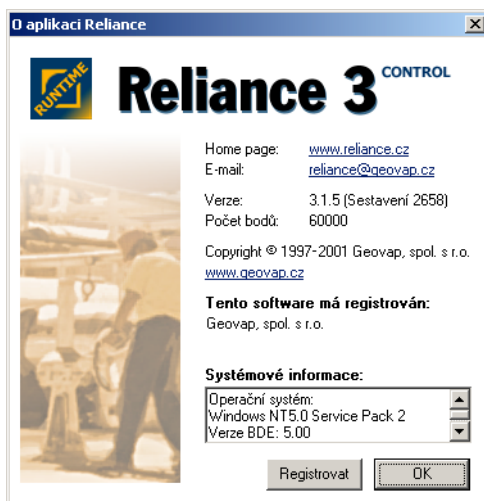 O aplikaci Reliance
RUNTIME
Reliance 3 CONTROL
Home page: www.reliance.cz
E-mail: reliance@geovap.cz
Verze: 3.1.5 (Sestavení 2658)
Počet bodů: 60000
Copyright © 1997-2001 Geovap, spol. s r.o.
www.geovap.cz
Tento software má registrován:
Geovap, spol. s r.o.
Systémové informace:
Operační systém:
Windows NT5.0 Service Pack 2
Verze BDE: 5.00
Registrovat OK